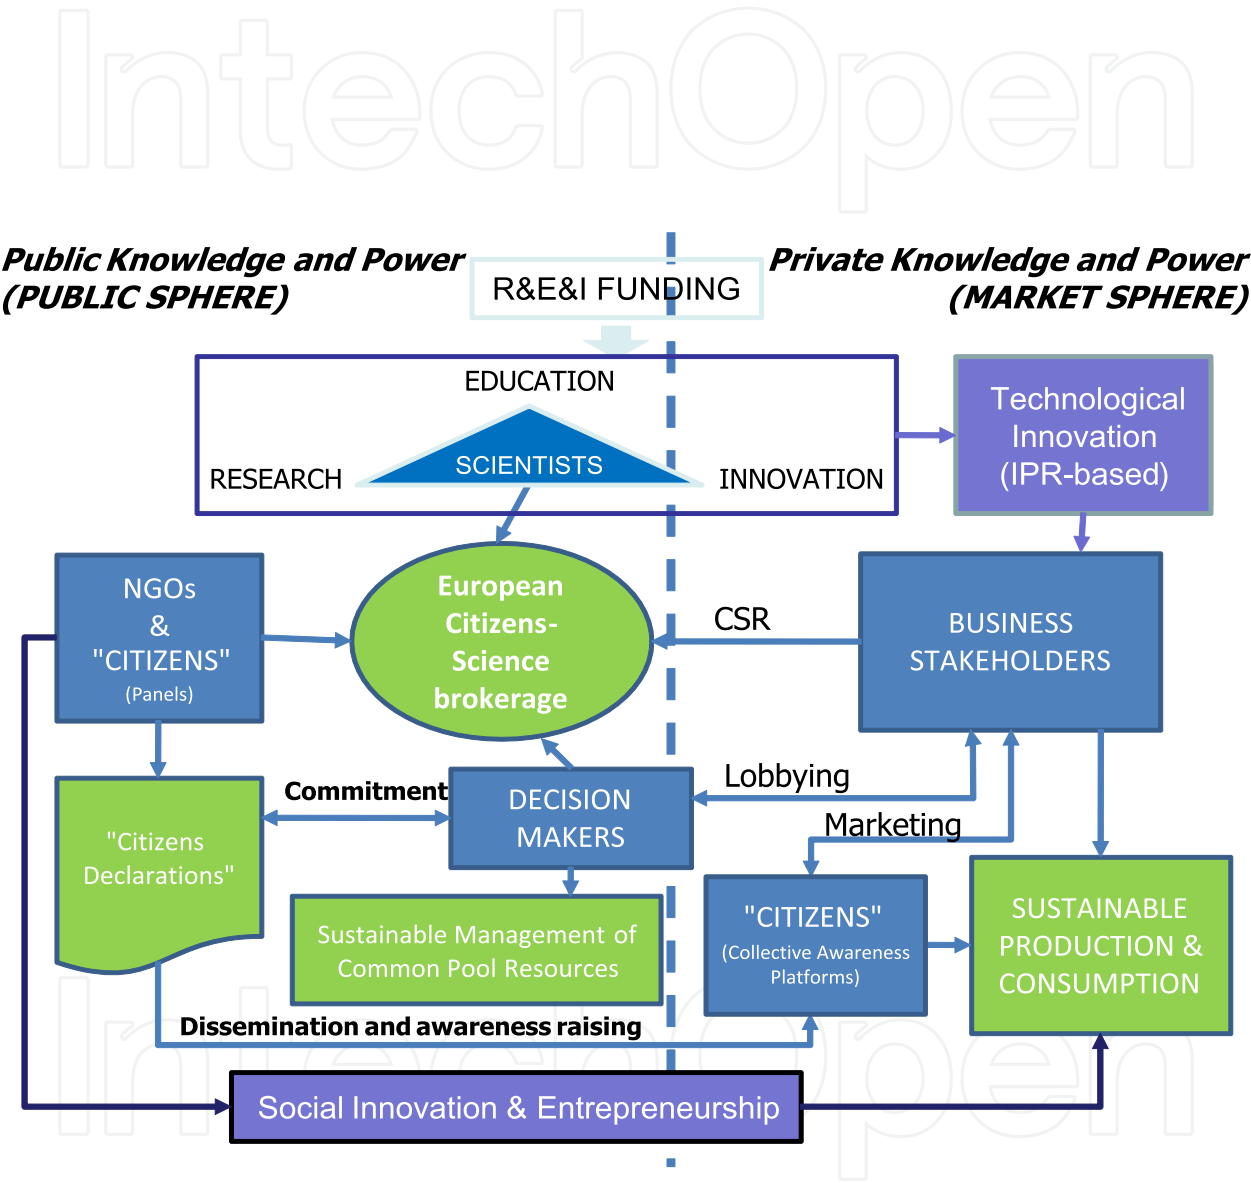 IntechOpen
Public Knowledge and Power
(PUBLIC SPHERE)
R&E&I FUNDING
Private Knowledge and Power
(MARKET SPHERE)
EDUCATION
SCIENTISTS
RESEARCH
INNOVATION
Technological
Innovation
(IPR-based)
NGOs
&
"CITIZENS"
(Panels)
European
Citizens-
Science
brokerage
CSR
BUSINESS
STAKEHOLDERS
Commitment
DECISION
MAKERS
Lobbying
Marketing
"Citizens
Declarations"
Sustainable Management of
Common Pool Resources
"CITIZENS"
(Collective Awareness
Platforms)
SUSTAINABLE
PRODUCTION &
CONSUMPTION
Dissemination and awareness raising
IntechOpen
Social Innovation & Entrepreneurship